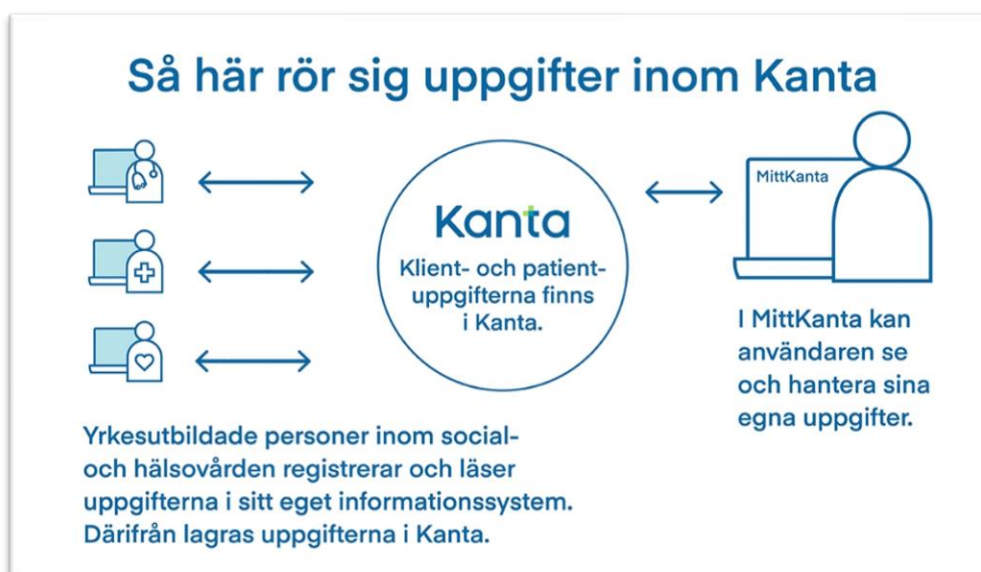 Så här rör sig uppgifter inom Kanta
Kanta
Klient- och patient-
uppgifterna finns
i Kanta.
MittKanta
I MittKanta kan
användaren se
och hantera sina
egna uppgifter.
Yrkesutbildade personer inom social-
och hälsovården registrerar och läser
uppgifterna i sitt eget informationssystem.
Därifrån lagras uppgifterna i Kanta.